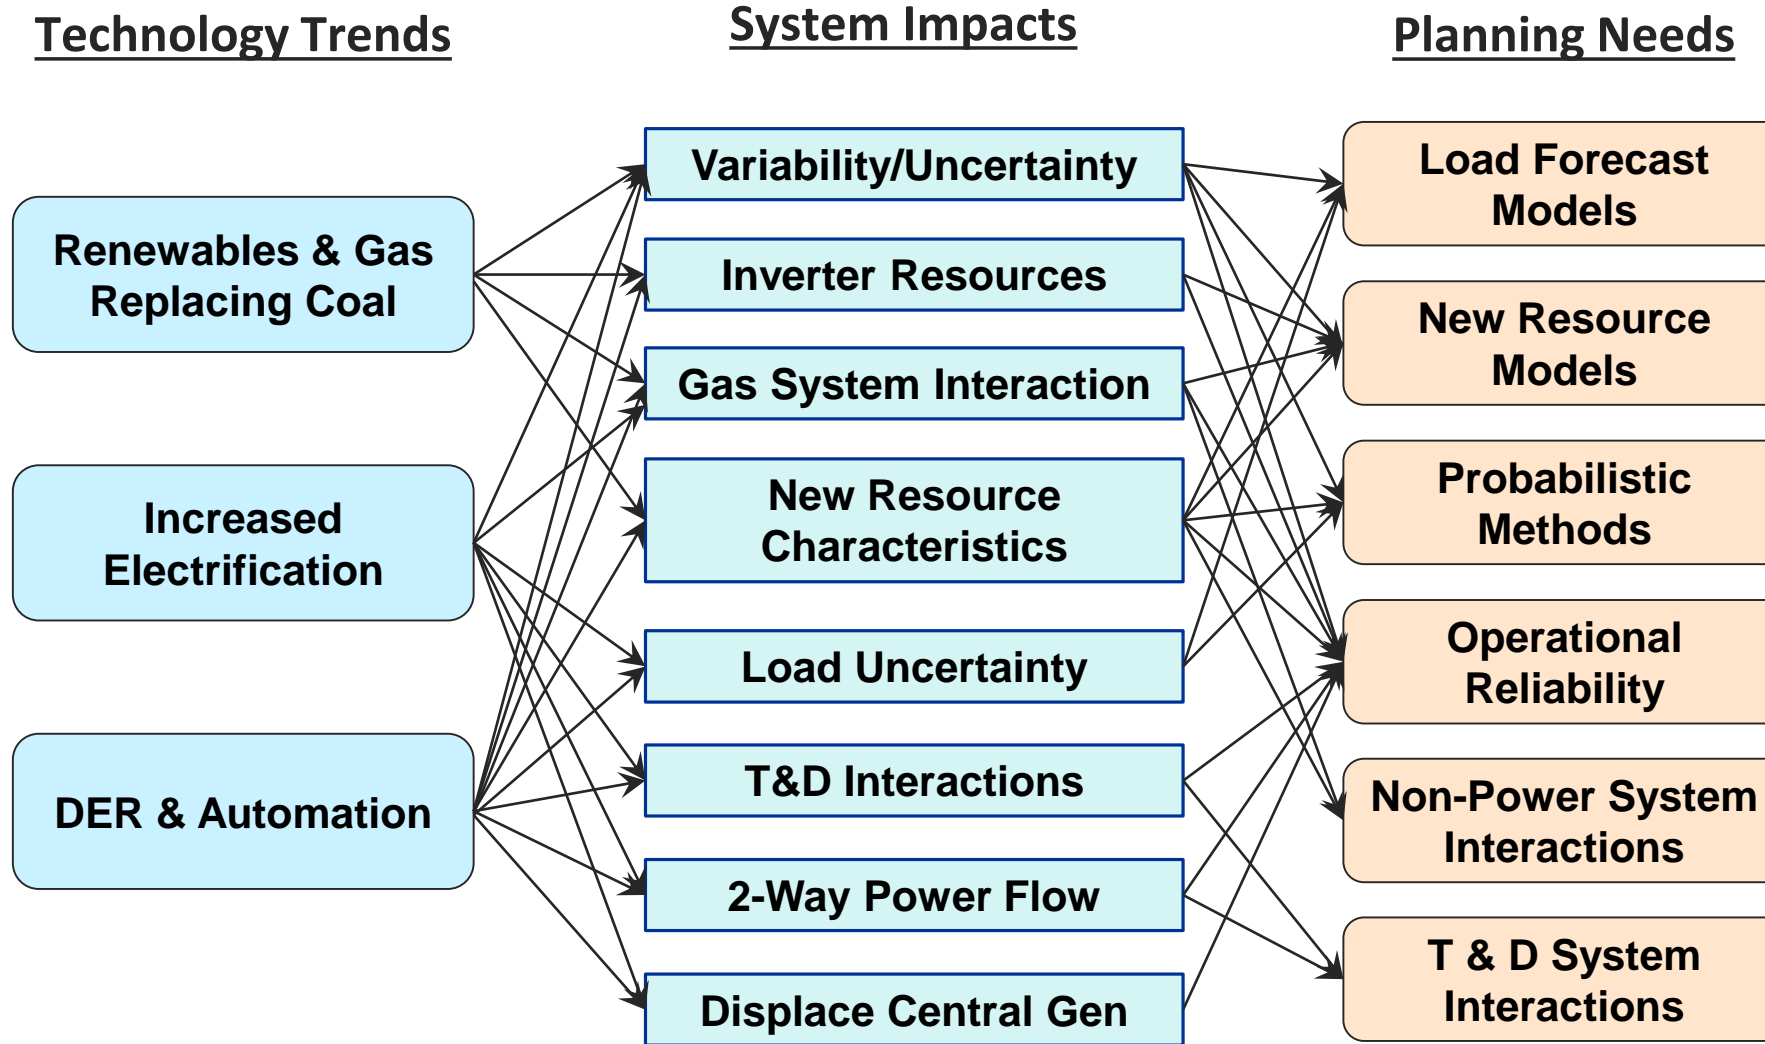 Technology Trends
System Impacts
Planning Needs
Renewables & Gas
Replacing Coal
Increased
Electrification
DER & Automation
Variability/Uncertainty
Inverter Resources
Gas System Interaction
New Resource
Characteristics
Load Uncertainty
T&D Interactions
2-Way Power Flow
Displace Central Gen
Load Forecast
Models
New Resource
Models
Probabilistic
Methods
Operational
Reliability
Non-Power System
Interactions
T & D System
Interactions